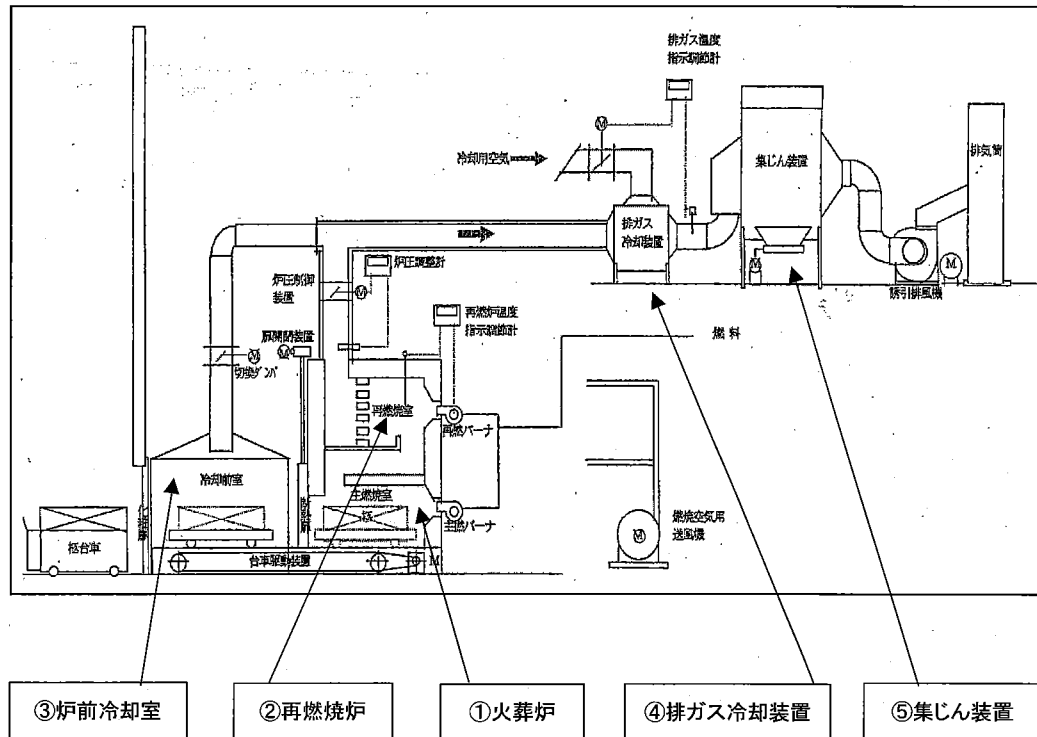 排ガス温度
指示調節計
M
冷却用空気
集じん装置
排気筒
排ガス
冷却装置
炉圧調整計
炉圧制御
装置
M
M
M
誘引排風機
再燃炉温度
指示調節計
燃料
扉開閉装置
M
M
切換ダンパ
再燃焼室
再燃バーナ
冷却前室
主燃焼室
柩
主燃バーナ
燃焼空気用
送風機
M
柩台車
台車駆動装置
M
③炉前冷却室
②再燃焼炉
①火葬炉
④排ガス冷却装置
⑤集じん装置